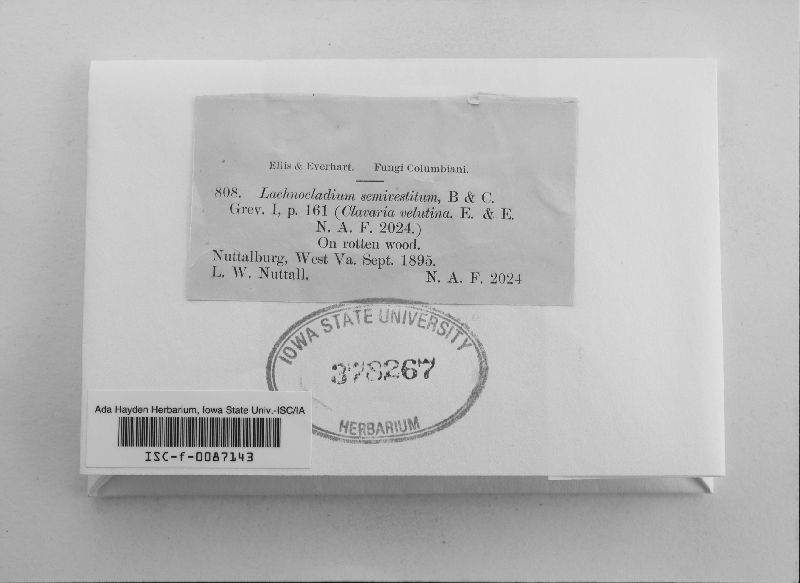 Ellis & Everhart. Fungi Columbiani.
808. Lachnocladium semivestitum, B & C.
Grev. I, p. 161 (Clavaria velutina. E. & E.
N. A. F. 2024.)
On rotten wood.
Nuttalburg, West Va. Sept. 1895.
L. W. Nuttall. N. A. F. 2024
IOWA STATE UNIVERSITY
378267
HERBARIUM
Ada Hayden Herbarium, Iowa State Univ.-ISC/IA
ISC-f-0087143